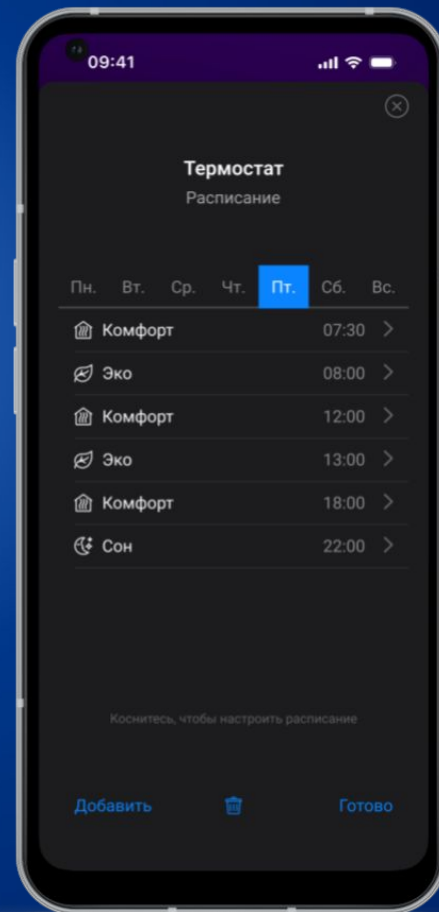 09:41
Термостат
Расписание
Пн. Вт. Ср. Чт. Пт. Сб. Вс.
Комфорт 07:30
Эко 08:00
Комфорт 12:00
Эко 13:00
Комфорт 18:00
Сон 22:00
Коснитесь, чтобы настроить расписание
Добавить Готово